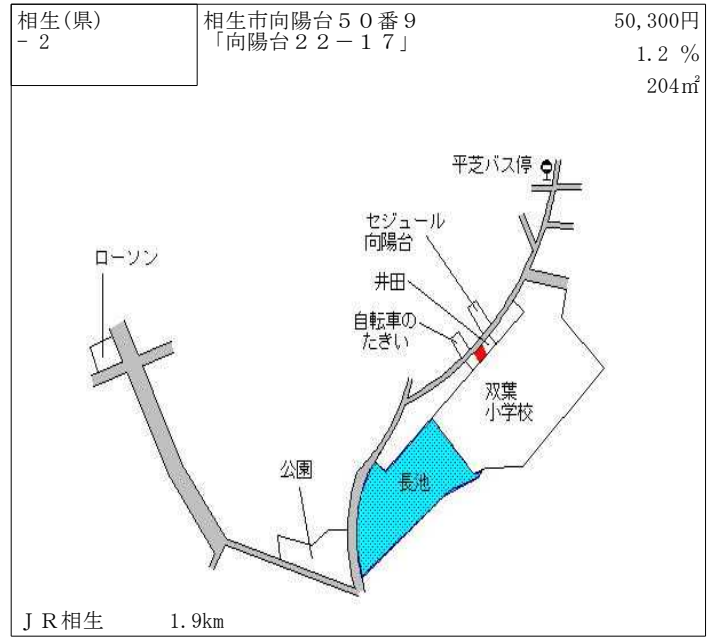 相生(県)
- 2
相生市向陽台５０番９
「向陽台２２－１７」
50,300円
1.2 %
204㎡
平芝バス停
セジュール
向陽台
井田
自転車の
たきい
ローソン
双葉
小学校
長池
公園
ＪＲ相生 1.9km